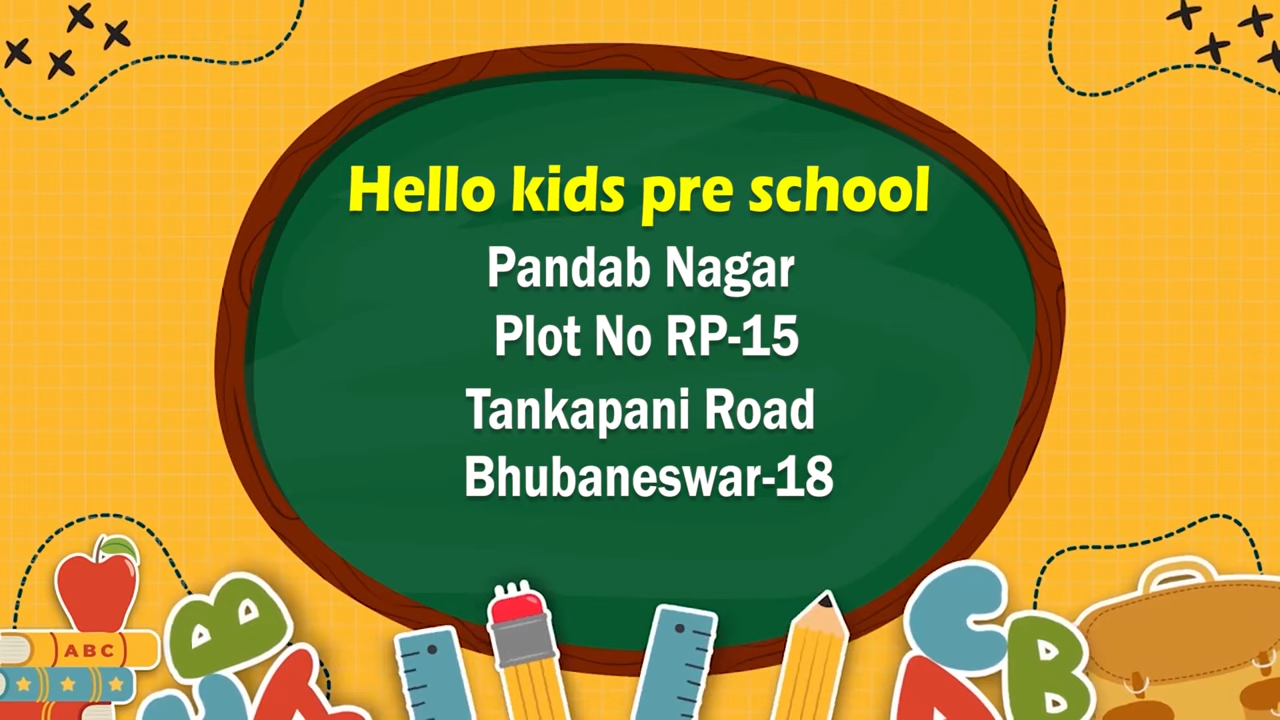 Hello kids pre school
Pandab Nagar
Plot No RP-15
Tankapani Road
Bhubaneswar-18
ABC
B
A
C
B
A